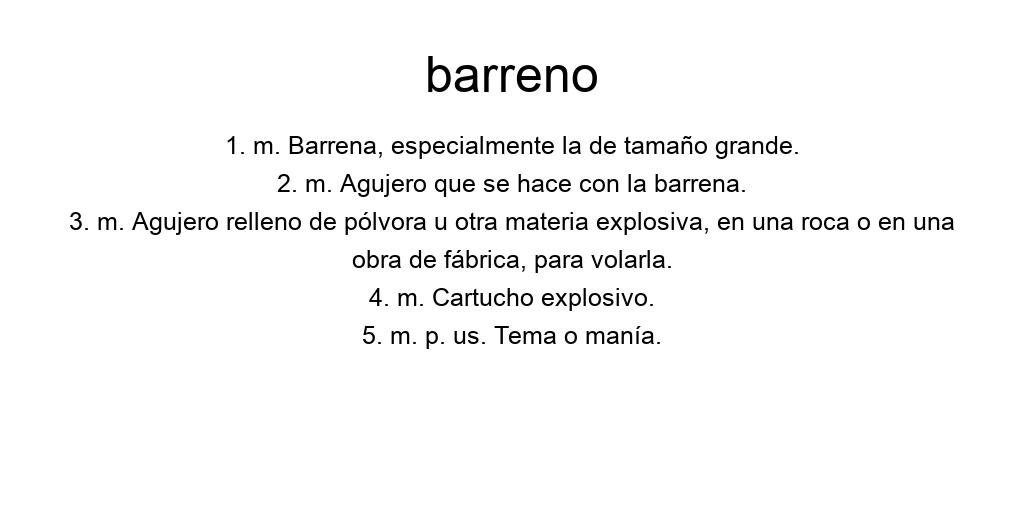 barreno
1. m. Barrena, especialmente la de tamaño grande.
2. m. Agujero que se hace con la barrena.
3. m. Agujero relleno de pólvora u otra materia explosiva, en una roca o en una
obra de fábrica, para volarla.
4. m. Cartucho explosivo.
5. m. p. us. Tema o manía.